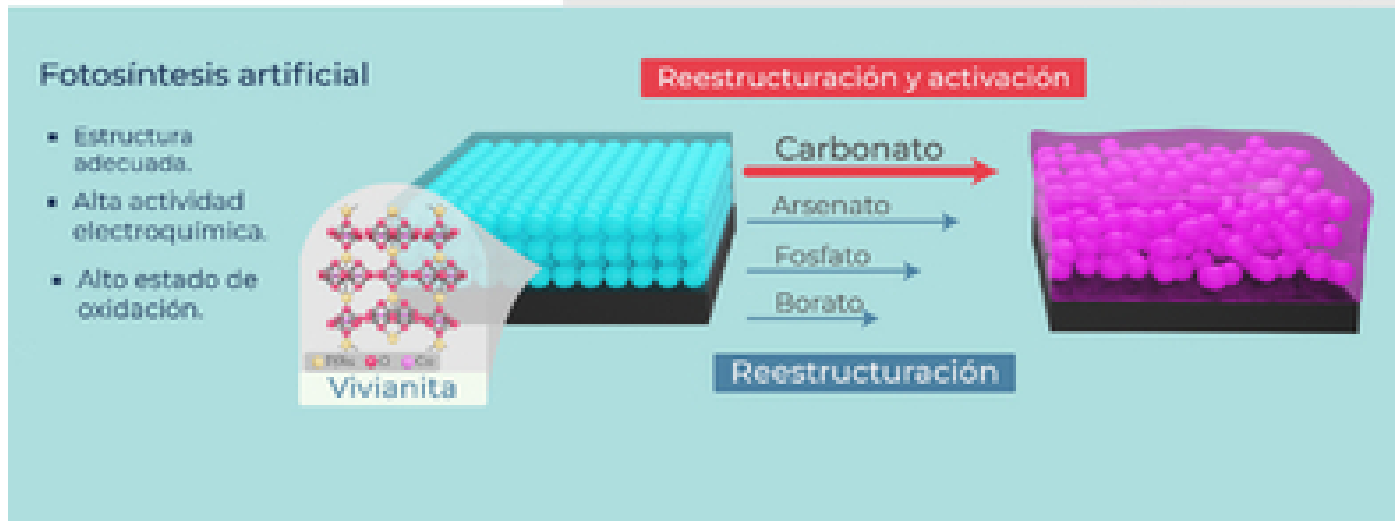 Fotosíntesis artificial
▪ Estructura
adecuada.
▪ Alta actividad
electroquímica.
▪ Alto estado de
oxidación.
Reestructuración y activación
Carbonato
Arsenato
Fosfato
Borato
Reestructuración
O
Vivianita